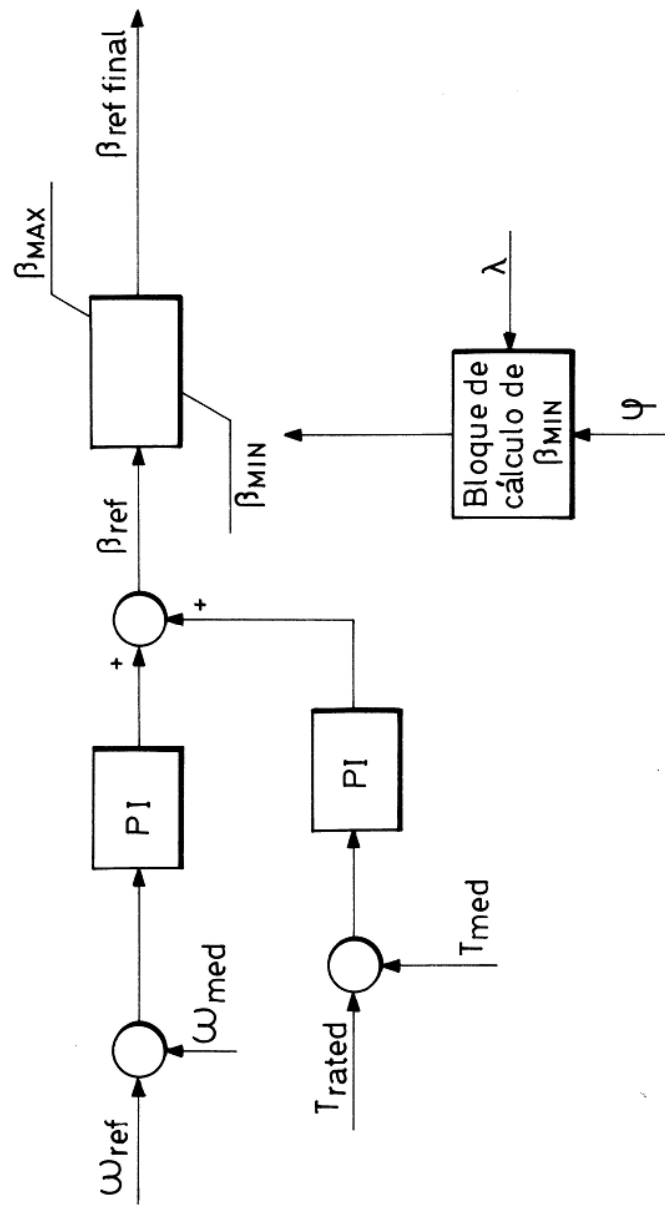 ωref
ωmed
PI
+
+
βref
βMAX
βMIN
βref final
Trated
Tmed
PI
λ
Bloque de
cálculo de
βMIN
φ